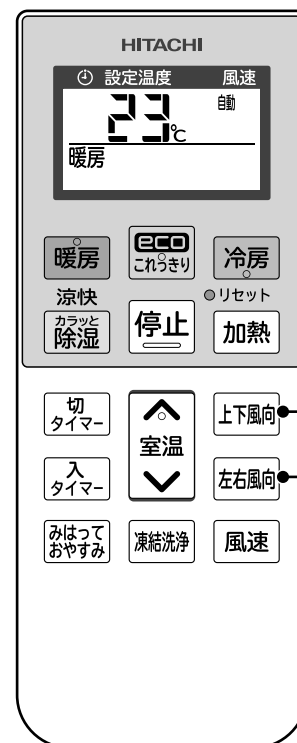 HITACHI
設定温度 風速
23℃ 自動
暖房
暖房
eco
これっきり
冷房
涼快
カラッと
除湿
停止
リセット
加熱
切
タイマー
室温
上下風向
入
タイマー
左右風向
みはって
おやすみ
凍結洗浄
風速